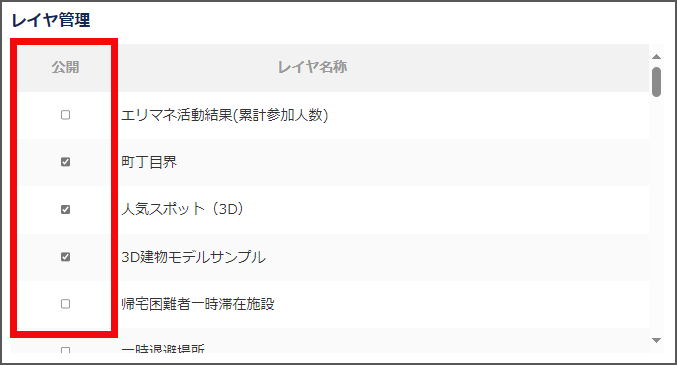 レイヤ管理
公開 レイヤ名称
エリマネ活動結果(累計参加人数)
町丁目界
人気スポット（3D）
3D建物モデルサンプル
帰宅困難者一時滞在施設
一時退避場所